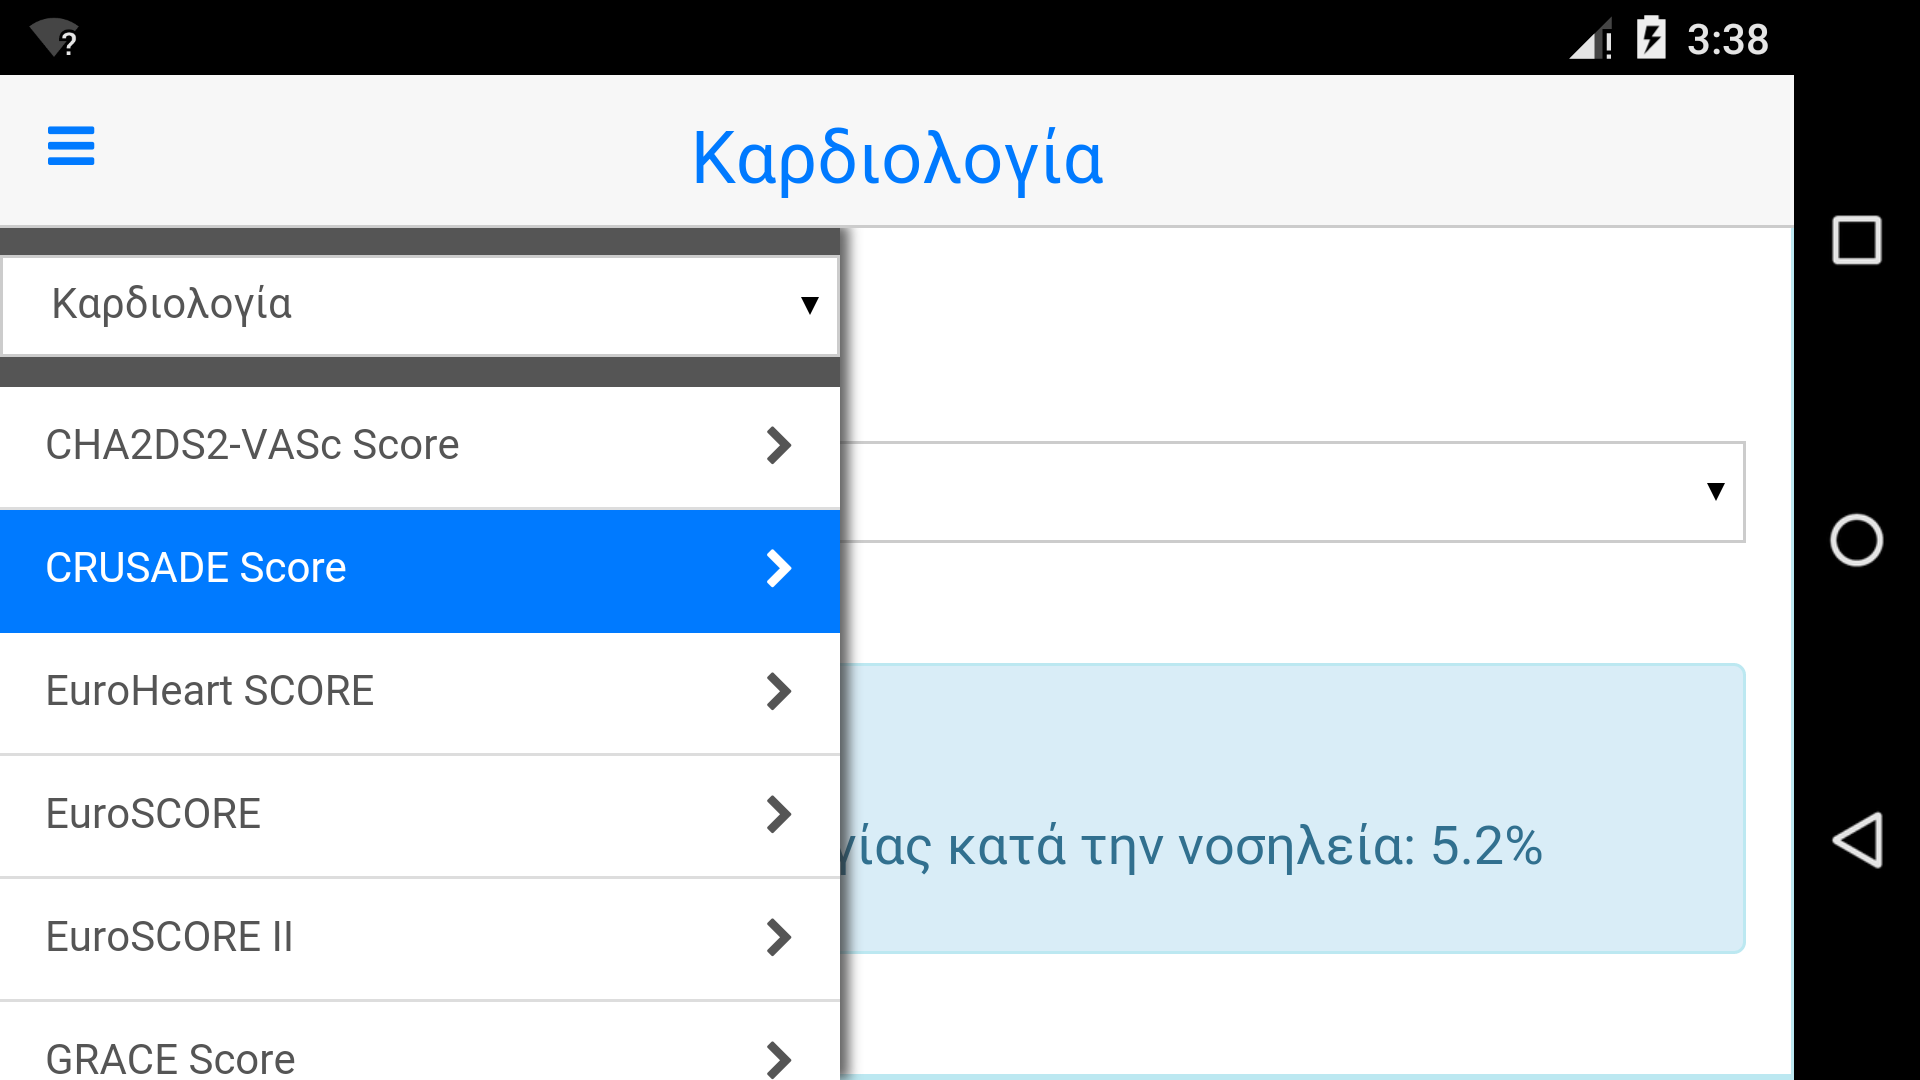 3:38
Καρδιολογία
Καρδιολογία
CHA2DS2-VASc Score
CRUSADE Score
EuroHeart SCORE
EuroSCORE
κατά την νοσηλεία: 5.2%
EuroSCORE II
GRACE Score